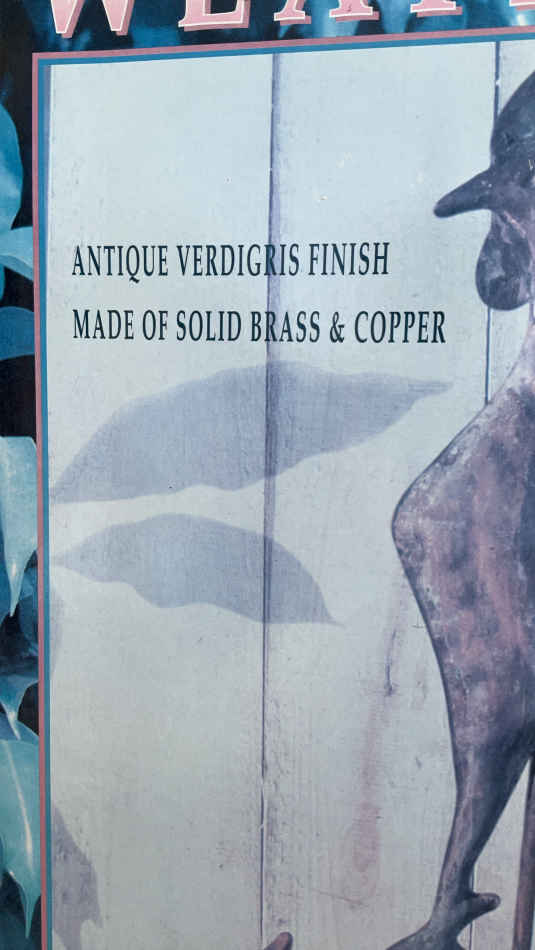 ANTIQUE VERDIGRIS FINISH
MADE OF SOLID BRASS & COPPER